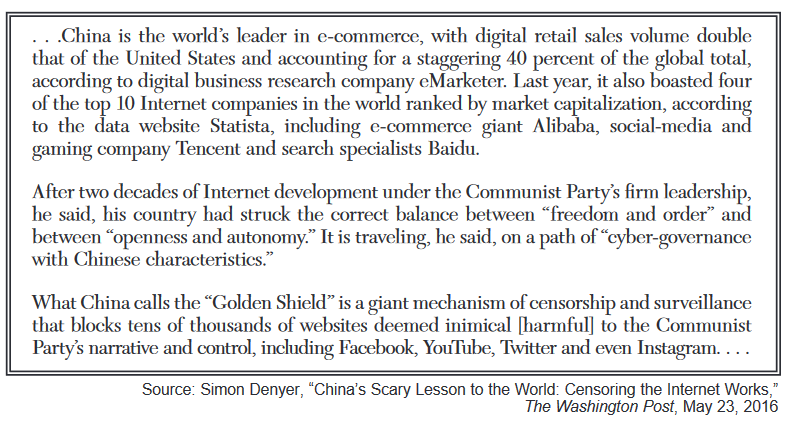 . . .China is the world’s leader in e-commerce, with digital retail sales volume double
that of the United States and accounting for a staggering 40 percent of the global total,
according to digital business research company eMarketer. Last year, it also boasted four
of the top 10 Internet companies in the world ranked by market capitalization, according
to the data website Statista, including e-commerce giant Alibaba, social-media and
gaming company Tencent and search specialists Baidu.
After two decades of Internet development under the Communist Party’s firm leadership,
he said, his country had struck the correct balance between “freedom and order” and
between “openness and autonomy.” It is traveling, he said, on a path of “cyber-governance
with Chinese characteristics.”
What China calls the “Golden Shield” is a giant mechanism of censorship and surveillance
that blocks tens of thousands of websites deemed inimical [harmful] to the Communist
Party’s narrative and control, including Facebook, YouTube, Twitter and even Instagram. . . .
Source: Simon Denyer, “China’s Scary Lesson to the World: Censoring the Internet Works,”
The Washington Post, May 23, 2016